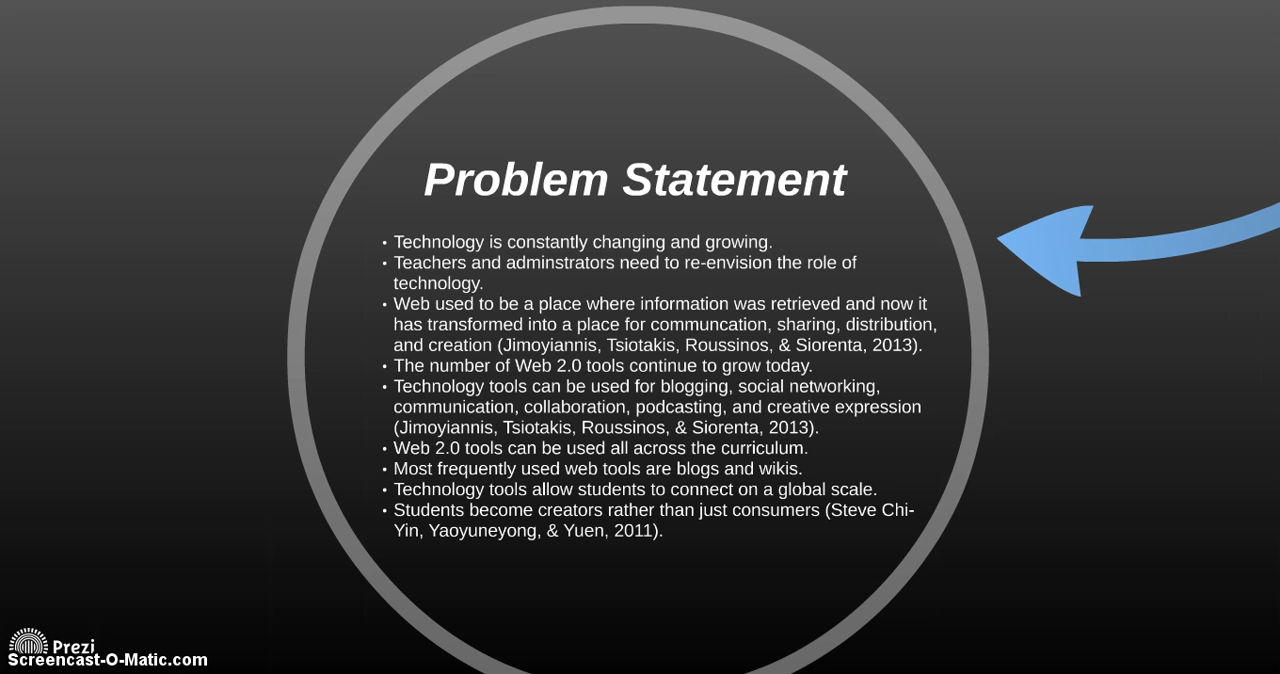 Problem Statement
• Technology is constantly changing and growing.
• Teachers and adminstrators need to re-envision the role of
technology.
• Web used to be a place where information was retrieved and now it
has transformed into a place for communcation, sharing, distribution,
and creation (Jimoyiannis, Tsiotakis, Roussinos, & Siorenta, 2013).
• The number of Web 2.0 tools continue to grow today.
• Technology tools can be used for blogging, social networking,
communication, collaboration, podcasting, and creative expression
(Jimoyiannis, Tsiotakis, Roussinos, & Siorenta, 2013).
• Web 2.0 tools can be used all across the curriculum.
• Most frequently used web tools are blogs and wikis.
• Technology tools allow students to connect on a global scale.
• Students become creators rather than just consumers (Steve Chi-
Yin, Yaoyuneyong, & Yuen, 2011).
Prezi
Screencast-O-Matic.com